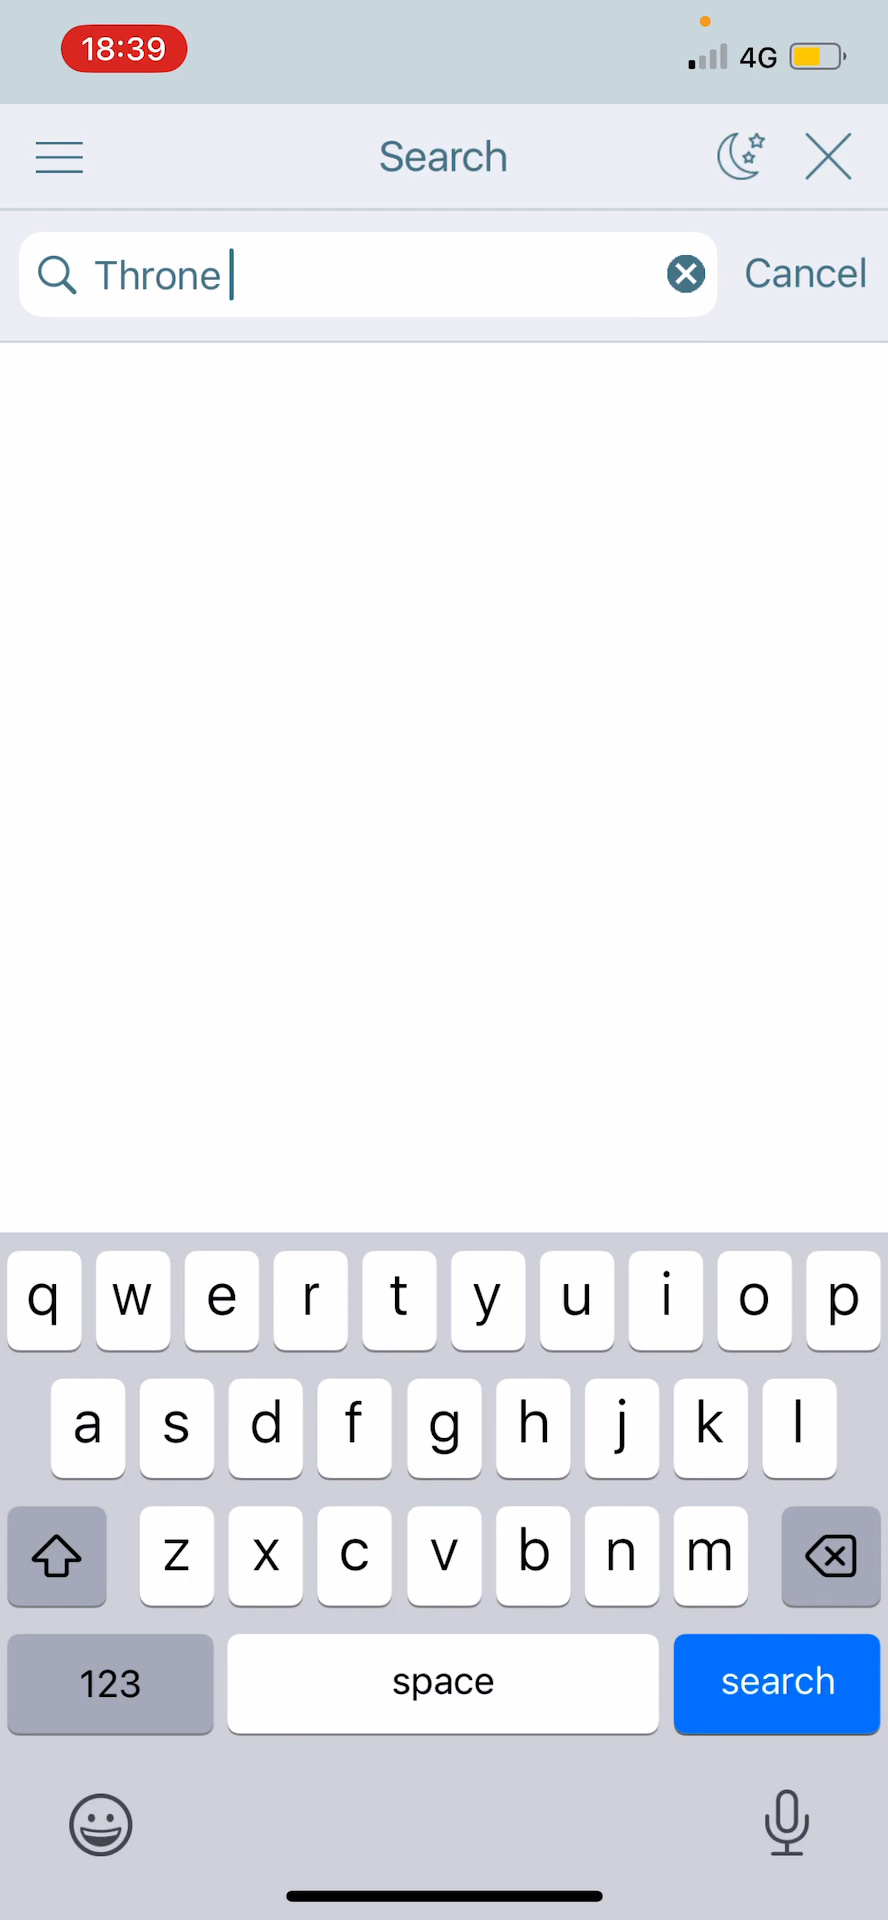 18:39
4G
Search
Throne
Cancel
q w e r t y u i o p
a s d f g h j k l
z x c v b n m
123 space search